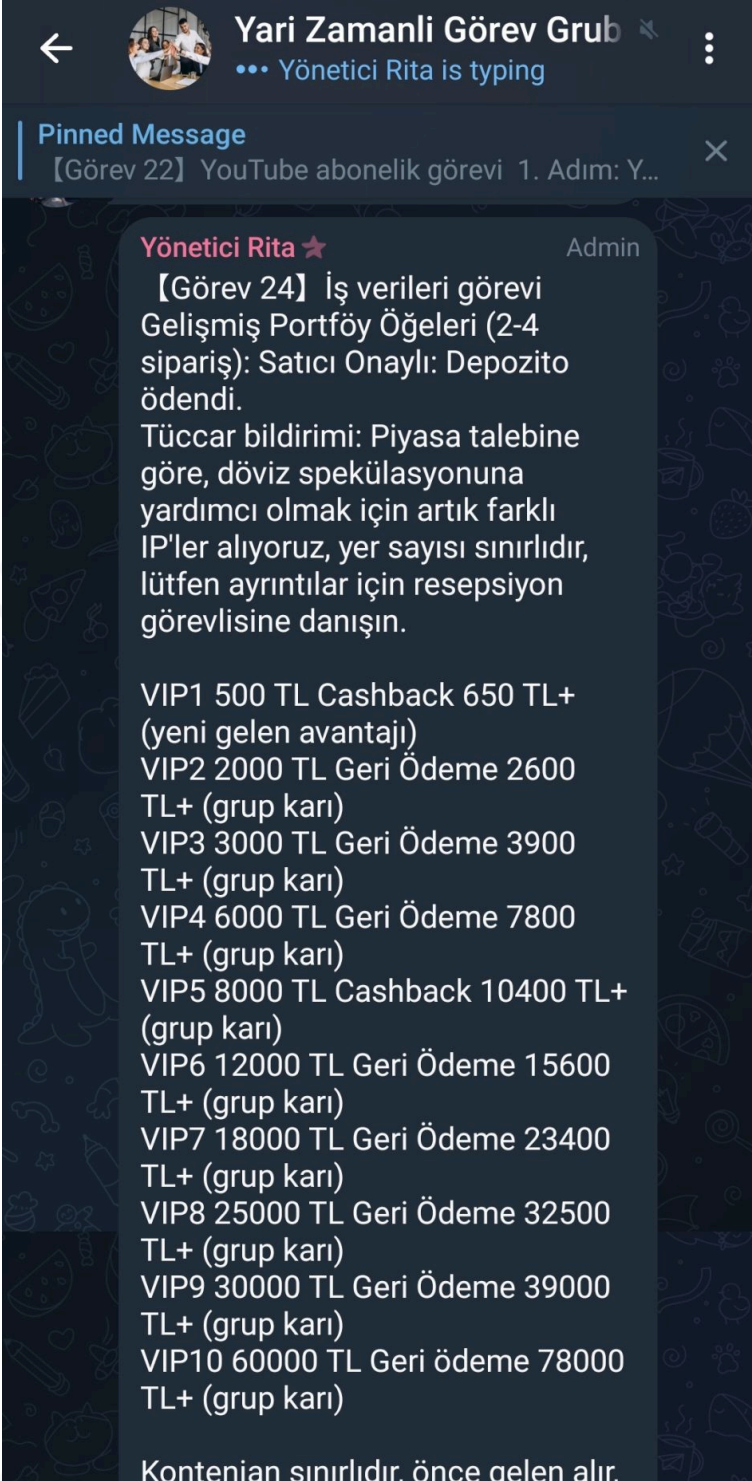 Yari Zamanli Görev Grub
Yönetici Rita is typing
Pinned Message
【Görev 22】YouTube abonelik görevi 1. Adım: Y...
Yönetici Rita
Admin
【Görev 24】İş verileri görevi
Gelişmiş Portföy Öğeleri (2-4
sipariş): Satıcı Onaylı: Depozito
ödendi.
Tüccar bildirimi: Piyasa talebine
göre, döviz spekülasyonuna
yardımcı olmak için artık farklı
IP'ler alıyoruz, yer sayısı sınırlıdır,
lütfen ayrıntılar için resepsiyon
görevlisine danışın.
VIP1 500 TL Cashback 650 TL+
(yeni gelen avantajı)
VIP2 2000 TL Geri Ödeme 2600
TL+ (grup karı)
VIP3 3000 TL Geri Ödeme 3900
TL+ (grup karı)
VIP4 6000 TL Geri Ödeme 7800
TL+ (grup karı)
VIP5 8000 TL Cashback 10400 TL+
(grup karı)
VIP6 12000 TL Geri Ödeme 15600
TL+ (grup karı)
VIP7 18000 TL Geri Ödeme 23400
TL+ (grup karı)
VIP8 25000 TL Geri Ödeme 32500
TL+ (grup karı)
VIP9 30000 TL Geri Ödeme 39000
TL+ (grup karı)
VIP10 60000 TL Geri ödeme 78000
TL+ (grup karı)
Kontenjan sınırlıdır, önce gelen alır.